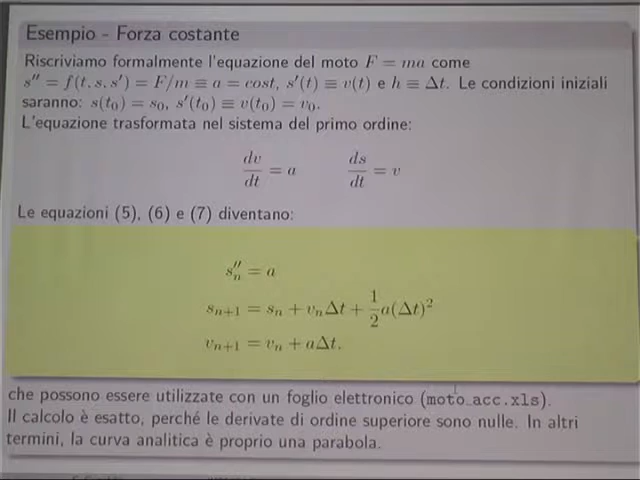 Esempio - Forza costante
Riscriviamo formalmente l'equazione del moto F = ma come
s'' = f(t, s, s') = F/m ≡ a = cost, s'(t) ≡ v(t) e h ≡ Δt. Le condizioni iniziali
saranno: s(t₀) = s₀, s'(t₀) ≡ v(t₀) = v₀.
L'equazione trasformata nel sistema del primo ordine:
dv/dt = a ds/dt = v
Le equazioni (5), (6) e (7) diventano:
s''ₙ = a
sₙ₊₁ = sₙ + vₙΔt + 1/2 a(Δt)²
vₙ₊₁ = vₙ + aΔt.
che possono essere utilizzate con un foglio elettronico (moto_acc.xls).
Il calcolo è esatto, perché le derivate di ordine superiore sono nulle. In altri
termini, la curva analitica è proprio una parabola.